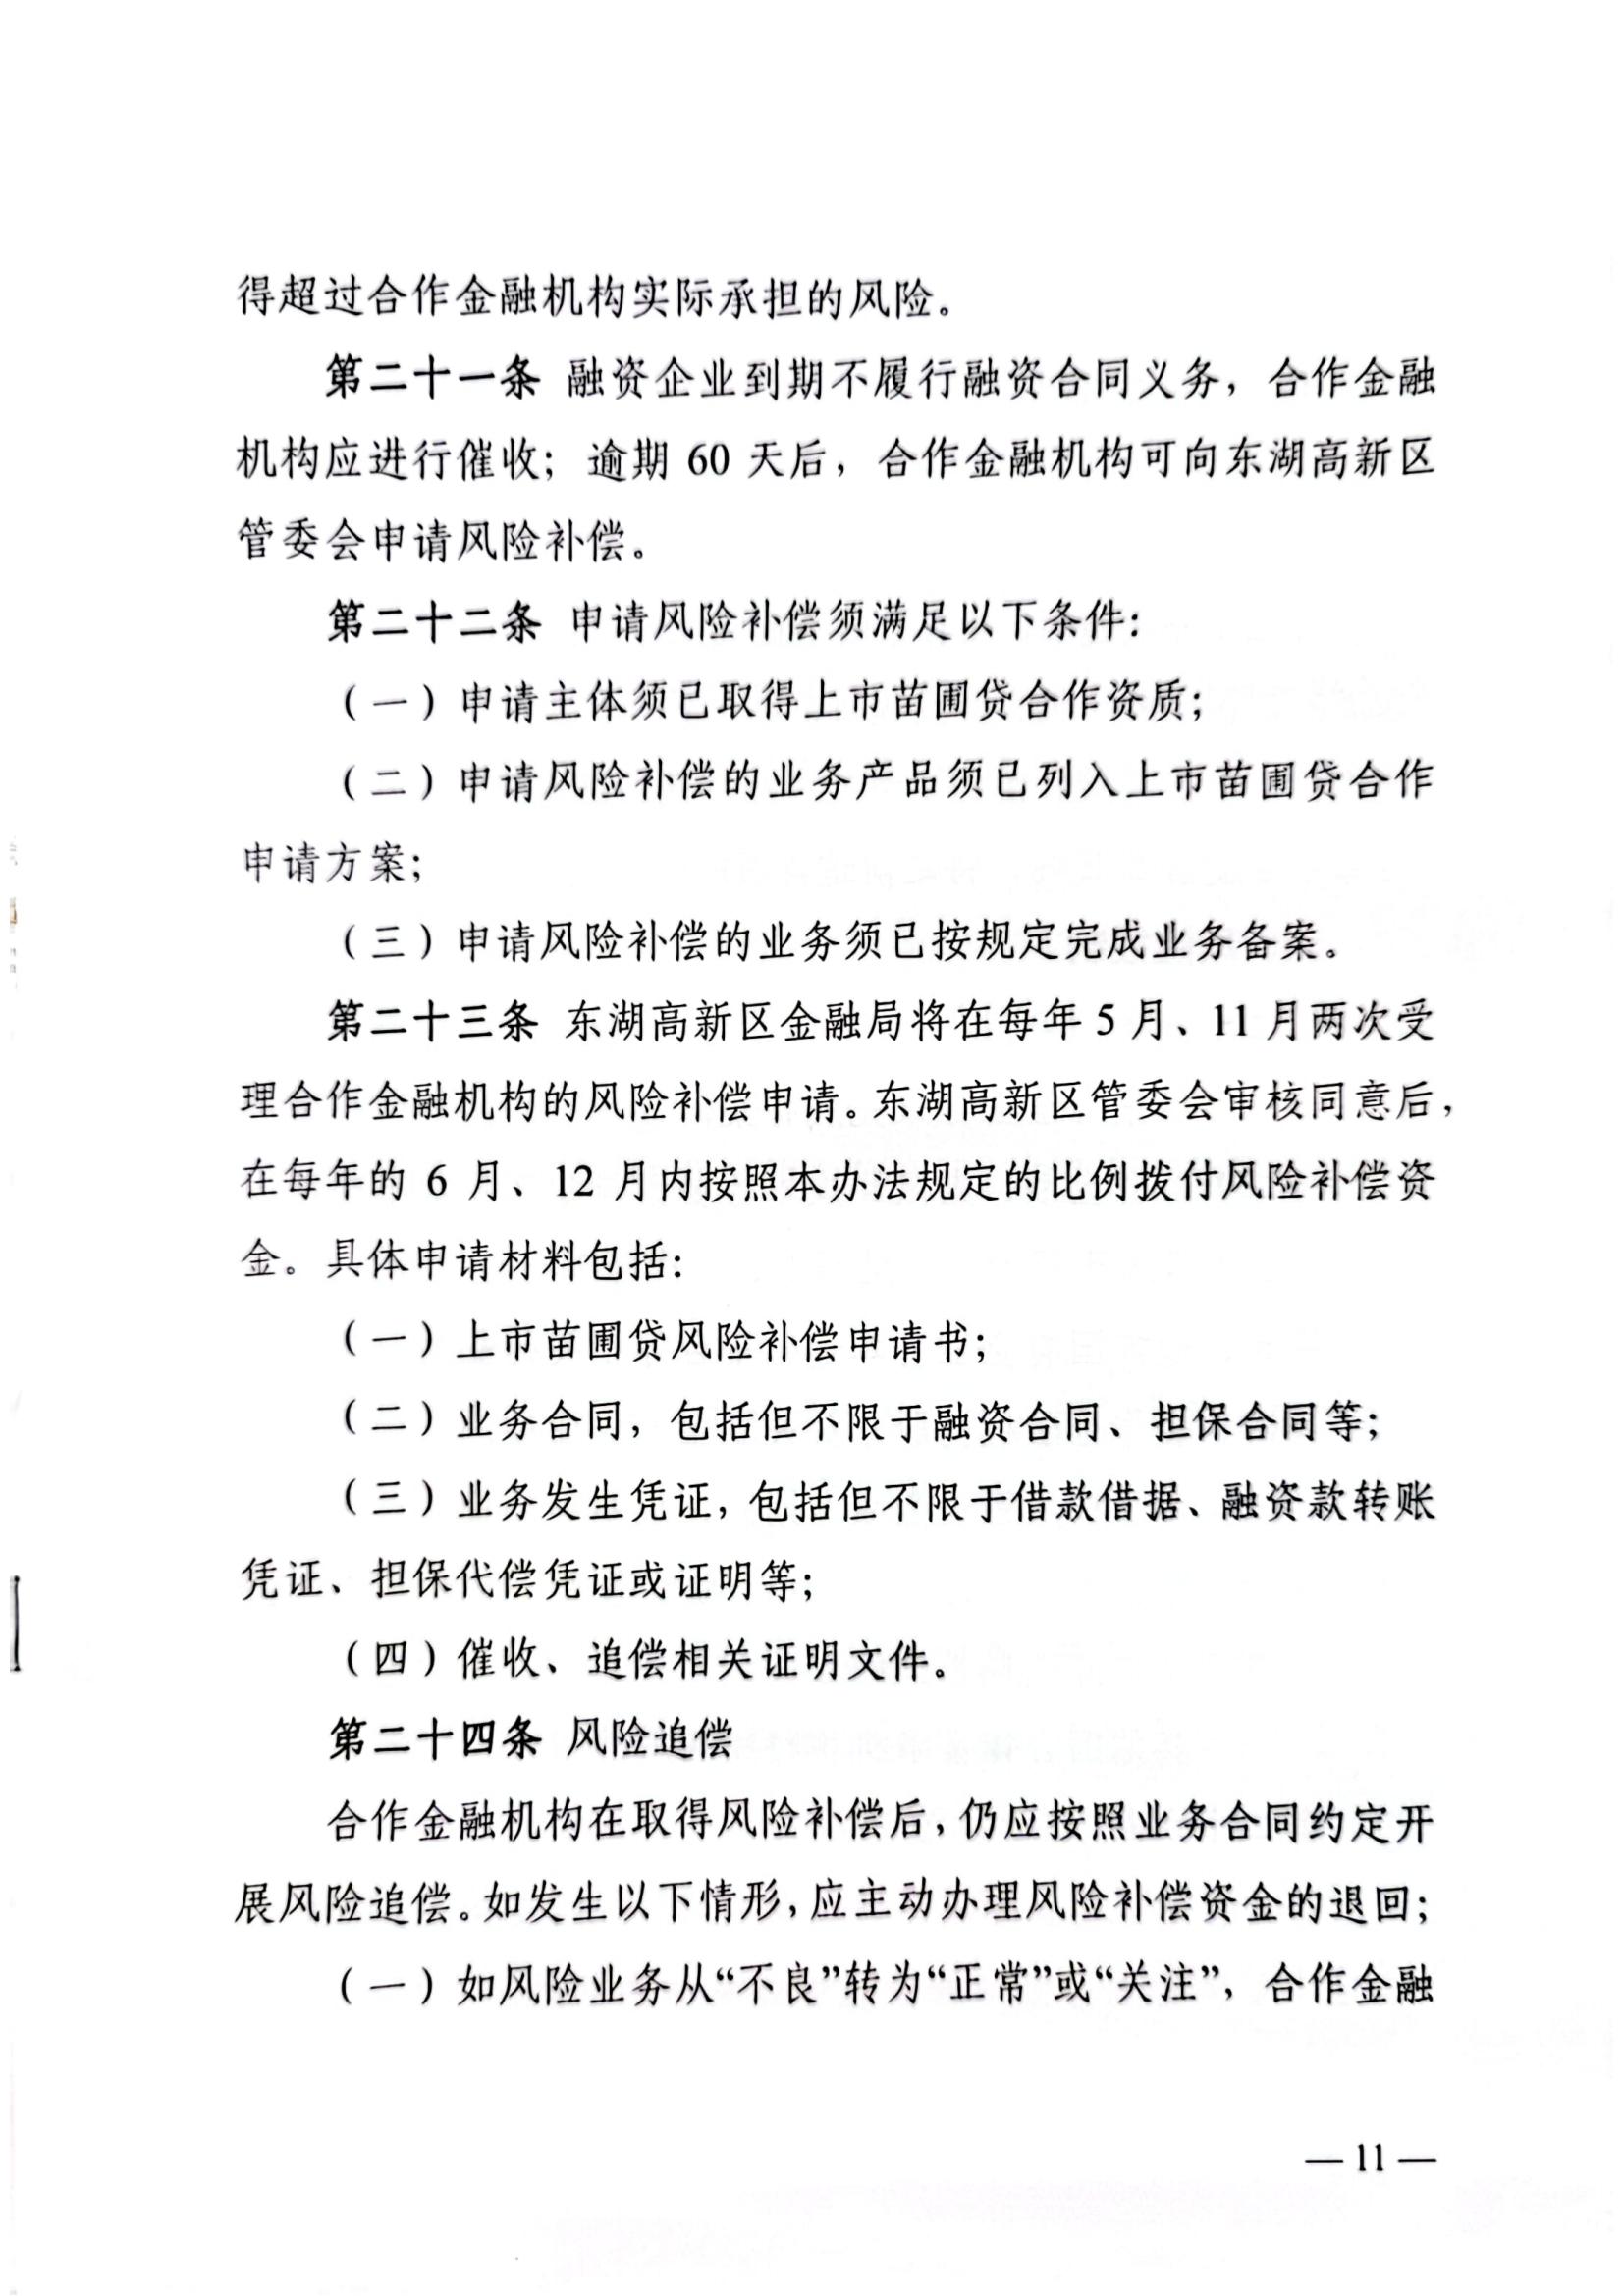 得超过合作金融机构实际承担的风险。
第二十一条 融资企业到期不履行融资合同义务，合作金融
机构应进行催收；逾期 60 天后，合作金融机构可向东湖高新区
管委会申请风险补偿。
第二十二条 申请风险补偿须满足以下条件：
（一）申请主体须已取得上市苗圃贷合作资质；
（二）申请风险补偿的业务产品须已列入上市苗圃贷合作
申请方案；
（三）申请风险补偿的业务须已按规定完成业务备案。
第二十三条 东湖高新区金融局将在每年 5 月、11 月两次受
理合作金融机构的风险补偿申请。东湖高新区管委会审核同意后，
在每年的 6 月、12 月内按照本办法规定的比例拨付风险补偿资
金。具体申请材料包括：
（一）上市苗圃贷风险补偿申请书；
（二）业务合同，包括但不限于融资合同、担保合同等；
（三）业务发生凭证，包括但不限于借款借据、融资款转账
凭证、担保代偿凭证或证明等；
（四）催收、追偿相关证明文件。
第二十四条 风险追偿
合作金融机构在取得风险补偿后，仍应按照业务合同约定开
展风险追偿。如发生以下情形，应主动办理风险补偿资金的退回；
（一）如风险业务从“不良”转为“正常”或“关注”，合作金融
— 11 —